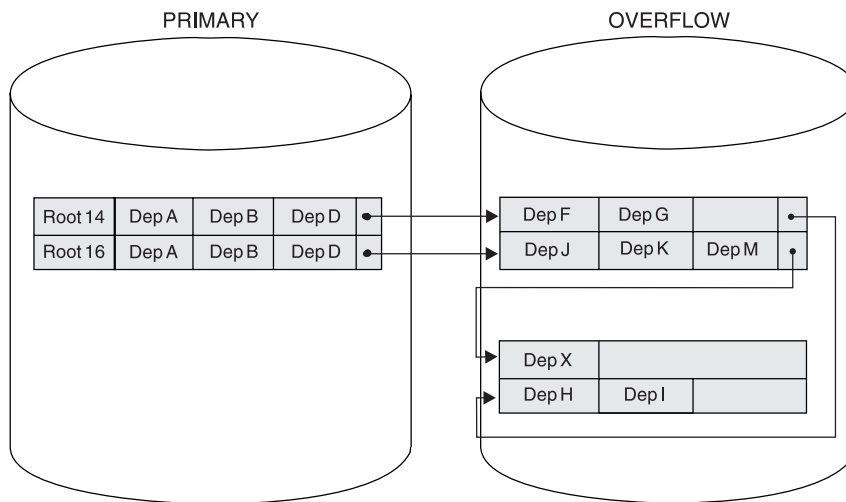 PRIMARY
OVERFLOW
Root 14 Dep A Dep B Dep D
Root 16 Dep A Dep B Dep D
Dep F Dep G
Dep J Dep K Dep M
Dep X
Dep H Dep I